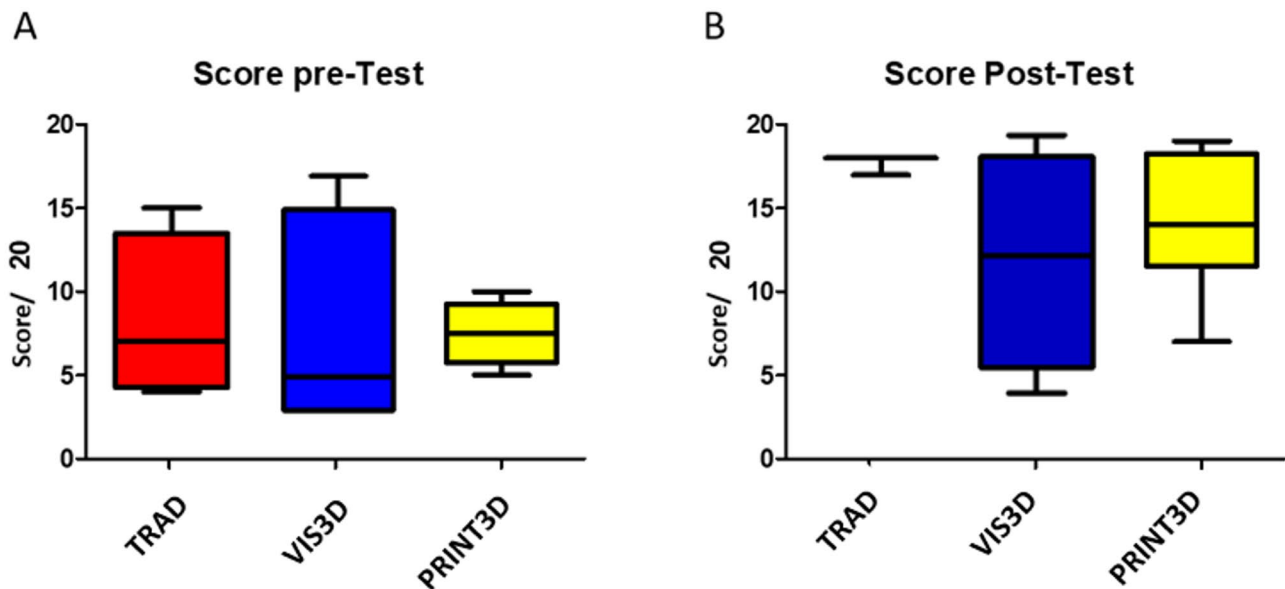 A
Score pre-Test
Score/ 20
20
15
10
5
0
TRAD
VIS3D
PRINT3D
B
Score Post-Test
Score/ 20
20
15
10
5
0
TRAD
VIS3D
PRINT3D